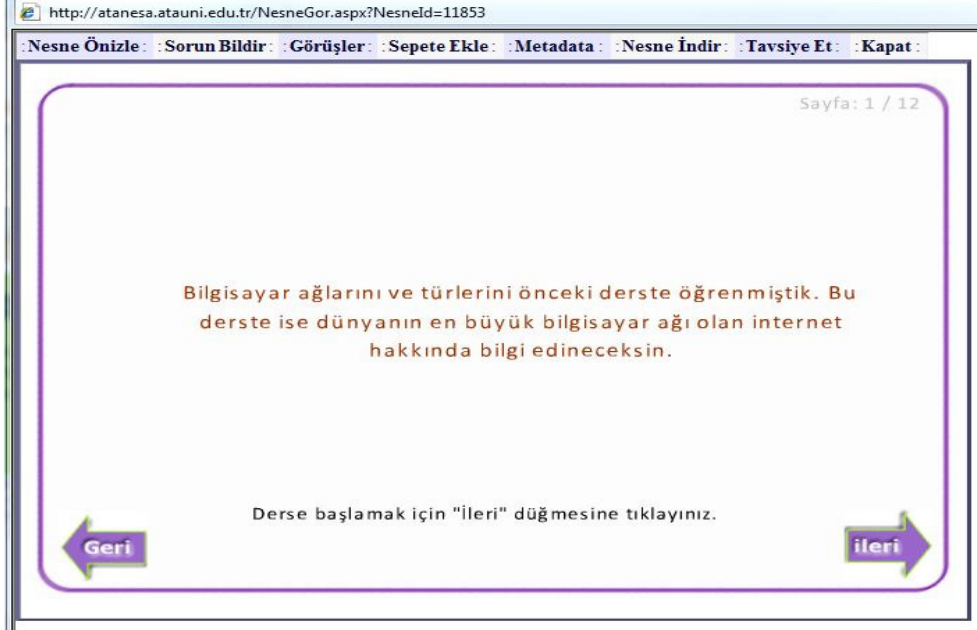 http://atanesa.atauni.edu.tr/NesneGor.aspx?NesneId=11853
:Nesne Önizle: :Sorun Bildir: :Görüşler: :Sepete Ekle: :Metadata : :Nesne İndir: :Tavsiye Et: :Kapat:
Sayfa: 1 / 12
Bilgisayar ağlarını ve türlerini önceki derste öğrenmiştik. Bu
derste ise dünyanın en büyük bilgisayar ağı olan internet
hakkında bilgi edineceksin.
Derse başlamak için "İleri" düğmesine tıklayınız.
Geri
ileri